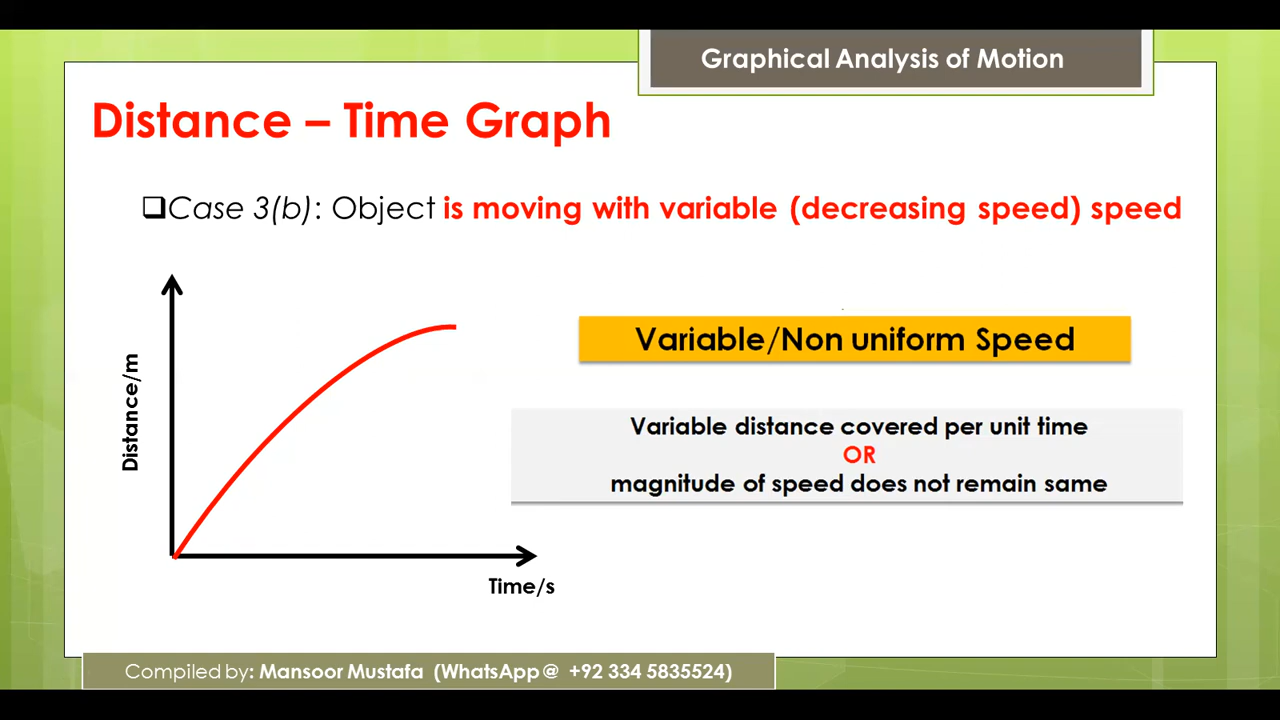 Graphical Analysis of Motion
Distance – Time Graph
❑Case 3(b): Object is moving with variable (decreasing speed) speed
Distance/m
Time/s
Variable/Non uniform Speed
Variable distance covered per unit time
OR
magnitude of speed does not remain same
Compiled by: Mansoor Mustafa (WhatsApp@ +92 334 5835524)